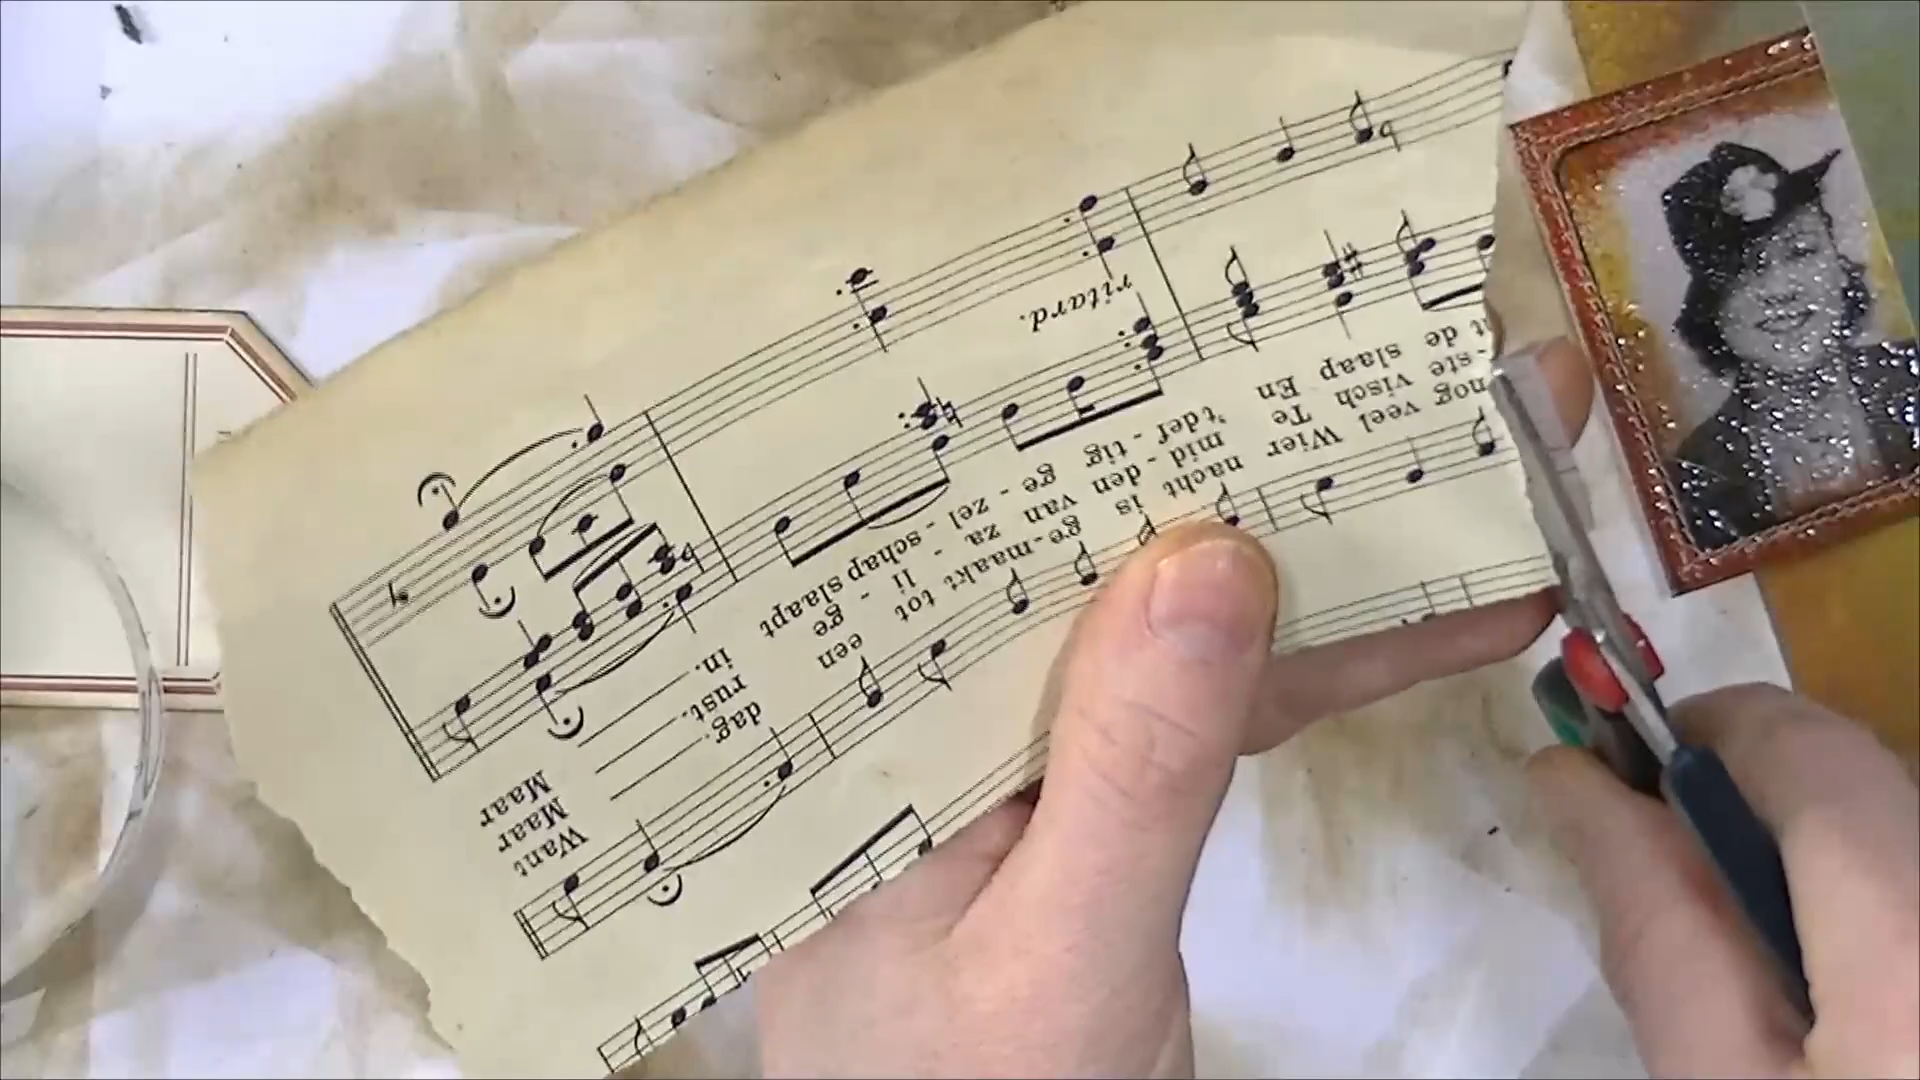 nog veel Wier nacht is ge - maakt tot een dag. Want
- ste visch Te mid - den van za - li - ge rust. Maar
de slaap En 't def - tig ge - zel - schap slaapt in. Maar
ritard.